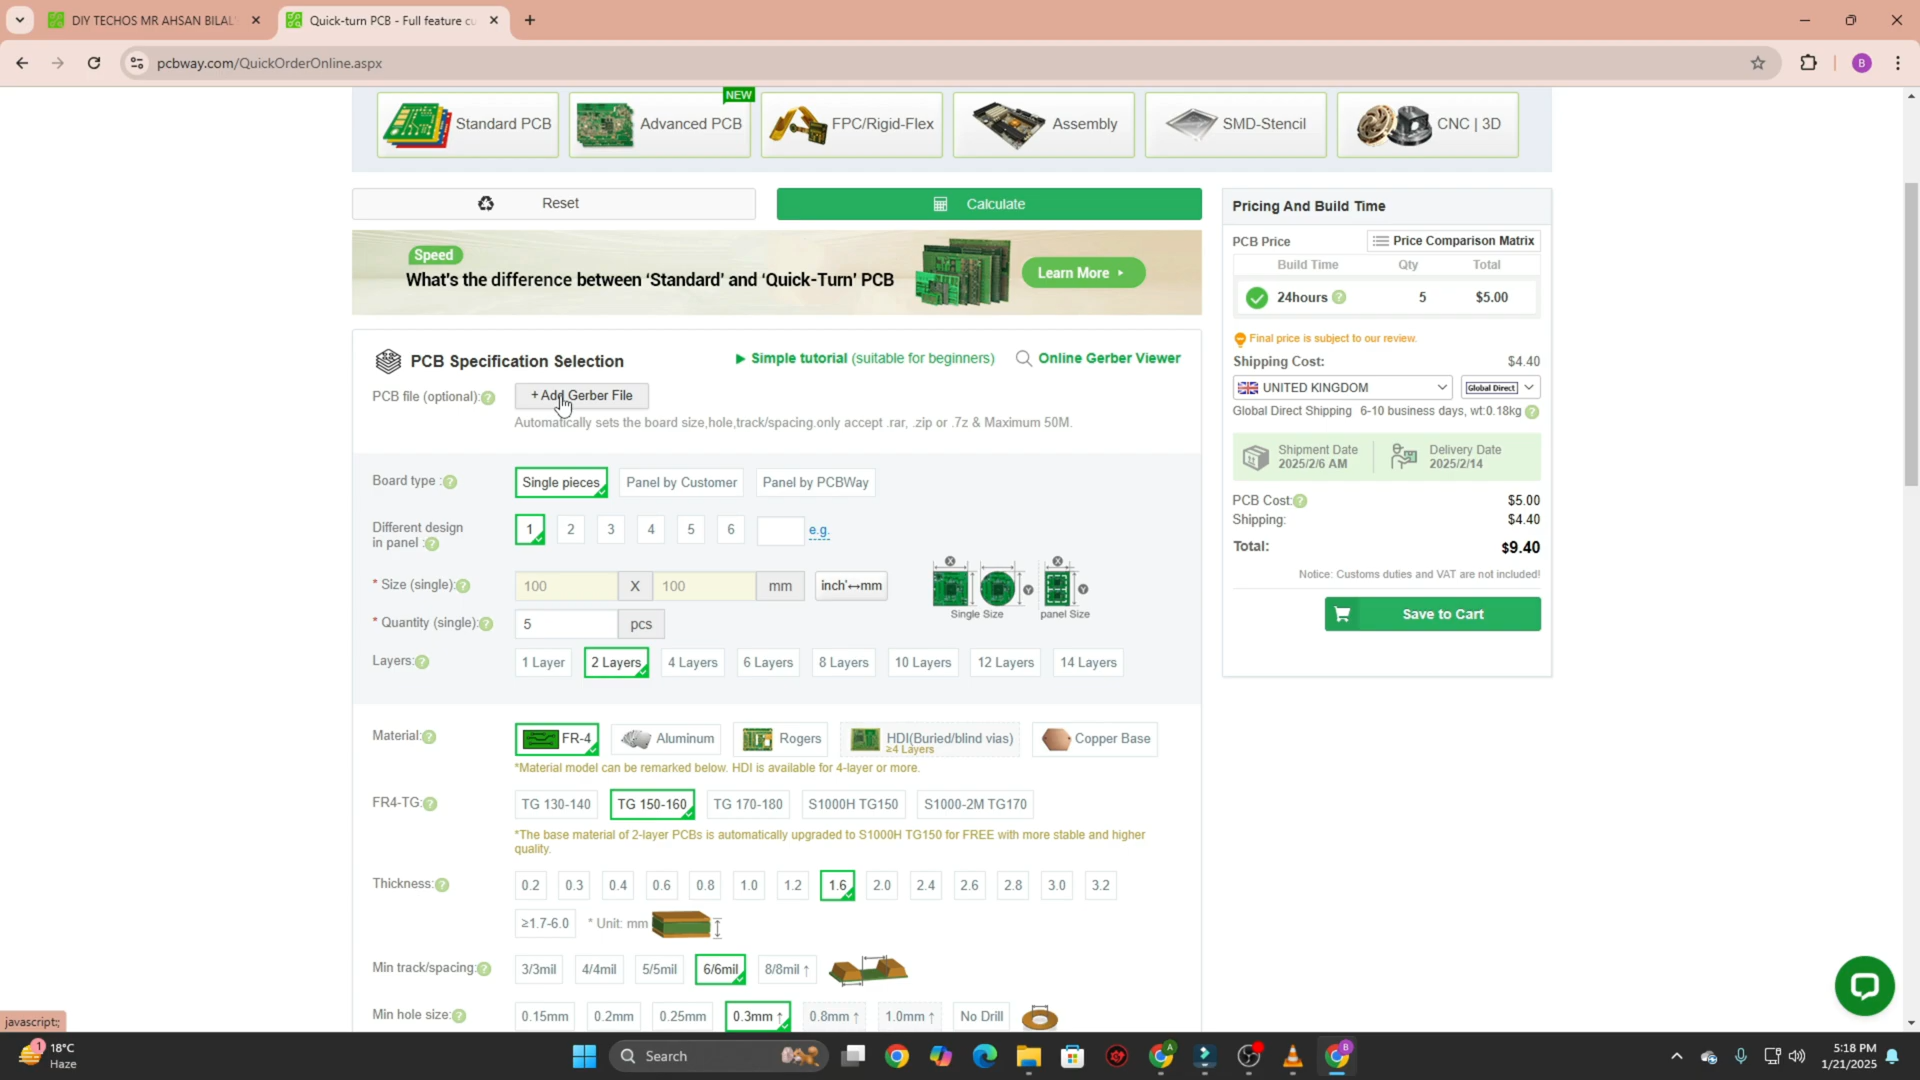 DIY TECHOS MR AHSAN BILAL
Quick-turn PCB - Full feature cu
B
pcbway.com/QuickOrderOnline.aspx
Standard PCB
NEW
Advanced PCB
FPC/Rigid-Flex
Assembly
SMD-Stencil
CNC | 3D
Reset
Calculate
Speed
What's the difference between 'Standard' and 'Quick-Turn' PCB
Learn More
PCB Specification Selection
Simple tutorial (suitable for beginners)
Online Gerber Viewer
PCB file (optional):
+ Add Gerber File
Automatically sets the board size,hole,track/spacing.only accept .rar, .zip or .7z & Maximum 50M.
Board type :
Single pieces
Panel by Customer
Panel by PCBWay
Different design
in panel :
1 2 3 4 5 6
e.g.
* Size (single):
100 X 100 mm
inch↔mm
X X Y Y
Single Size
panel Size
* Quantity (single):
5 pcs
Layers:
1 Layer 2 Layers 4 Layers 6 Layers 8 Layers 10 Layers 12 Layers 14 Layers
Material:
FR-4
Aluminum
Rogers
HDI(Buried/blind vias)
≥4 Layers
Copper Base
*Material model can be remarked below. HDI is available for 4-layer or more.
FR4-TG:
TG 130-140 TG 150-160 TG 170-180 S1000H TG150 S1000-2M TG170
*The base material of 2-layer PCBs is automatically upgraded to S1000H TG150 for FREE with more stable and higher
quality.
Thickness:
0.2 0.3 0.4 0.6 0.8 1.0 1.2 1.6 2.0 2.4 2.6 2.8 3.0 3.2
≥1.7-6.0 * Unit: mm
Min track/spacing:
3/3mil 4/4mil 5/5mil 6/6mil 8/8mil ↑
Min hole size:
0.15mm 0.2mm 0.25mm 0.3mm ↑ 0.8mm ↑ 1.0mm ↑ No Drill
Pricing And Build Time
PCB Price
Price Comparison Matrix
Build Time Qty Total
24hours 5 $5.00
Final price is subject to our review.
Shipping Cost: $4.40
UNITED KINGDOM
Global Direct
Global Direct Shipping 6-10 business days, wt:0.18kg
Shipment Date
2025/2/6 AM
Delivery Date
2025/2/14
PCB Cost: $5.00
Shipping: $4.40
Total: $9.40
Notice: Customs duties and VAT are not included!
Save to Cart
javascript:;
1
18°C
Haze
Search
A
B
5:18 PM
1/21/2025